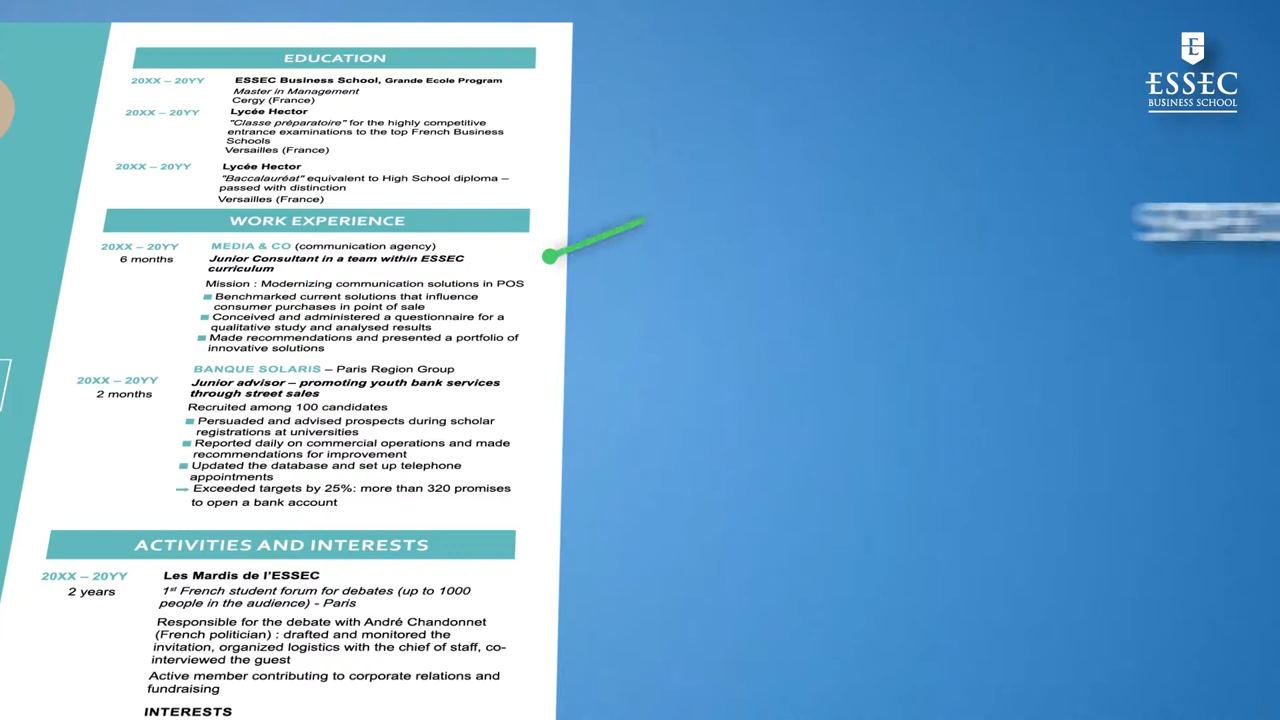 EDUCATION
20XX – 20YY ESSEC Business School, Grande Ecole Program
Master in Management
Cergy (France)
20XX – 20YY Lycée Hector
"Classe préparatoire" for the highly competitive
entrance examinations to the top French Business
Schools
Versailles (France)
20XX – 20YY Lycée Hector
"Baccalauréat" equivalent to High School diploma –
passed with distinction
Versailles (France)
WORK EXPERIENCE
20XX – 20YY MEDIA & CO (communication agency)
6 months Junior Consultant in a team within ESSEC
curriculum
Mission : Modernizing communication solutions in POS
Benchmarked current solutions that influence
consumer purchases in point of sale
Conceived and administered a questionnaire for a
qualitative study and analysed results
Made recommendations and presented a portfolio of
innovative solutions
BANQUE SOLARIS – Paris Region Group
20XX – 20YY Junior advisor – promoting youth bank services
2 months through street sales
Recruited among 100 candidates
Persuaded and advised prospects during scholar
registrations at universities
Reported daily on commercial operations and made
recommendations for improvement
Updated the database and set up telephone
appointments
Exceeded targets by 25%: more than 320 promises
to open a bank account
ACTIVITIES AND INTERESTS
20XX – 20YY Les Mardis de l'ESSEC
2 years 1st French student forum for debates (up to 1000
people in the audience) - Paris
Responsible for the debate with André Chandonnet
(French politician) : drafted and monitored the
invitation, organized logistics with the chief of staff, co-
interviewed the guest
Active member contributing to corporate relations and
fundraising
INTERESTS
E
ESSEC
BUSINESS SCHOOL